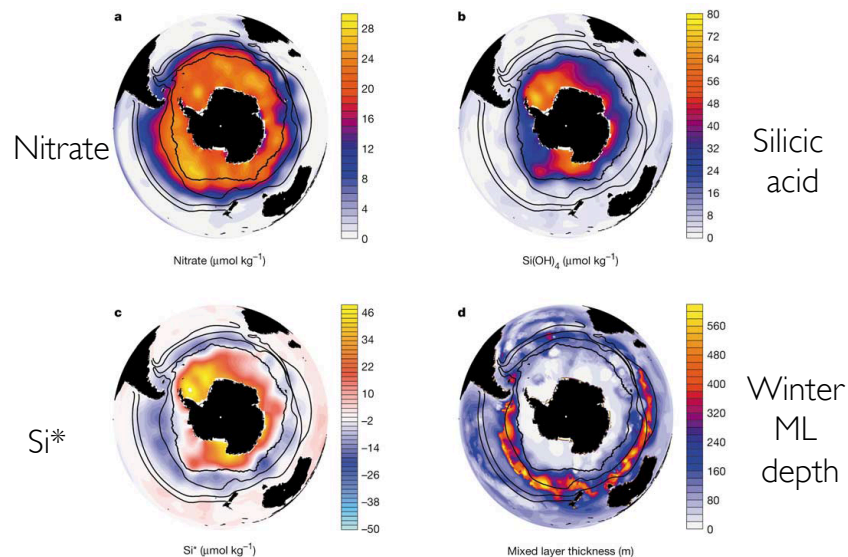 a
28
24
20
16
12
8
4
0
Nitrate (μmol kg⁻¹)
Nitrate
b
80
72
64
56
48
40
32
24
16
8
0
Si(OH)₄ (μmol kg⁻¹)
Silicic
acid
c
46
34
22
10
-2
-14
-26
-38
-50
Si* (μmol kg⁻¹)
Si*
d
560
480
400
320
240
160
80
0
Mixed layer thickness (m)
Winter
ML
depth